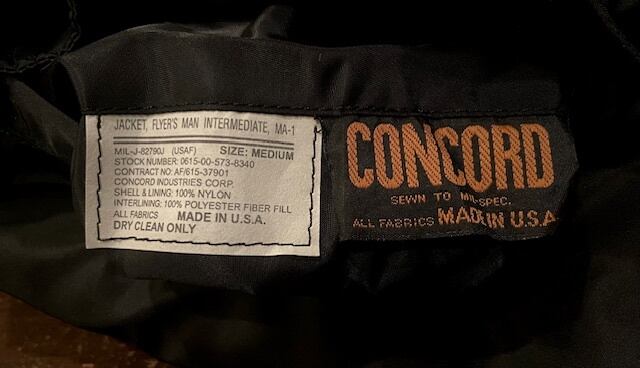 JACKET, FLYER'S MAN INTERMEDIATE, MA-1
MIL-J-82790J (USAF) SIZE: MEDIUM
STOCK NUMBER: 0615-00-573-8340
CONTRACT NO: AF/615-37901
CONCORD INDUSTRIES CORP.
SHELL & LINING: 100% NYLON
INTERLINING: 100% POLYESTER FIBER FILL
ALL FABRICS MADE IN U.S.A.
DRY CLEAN ONLY
CONCORD
SEWN TO MIL-SPEC.
ALL FABRICS MADE IN U.S.A